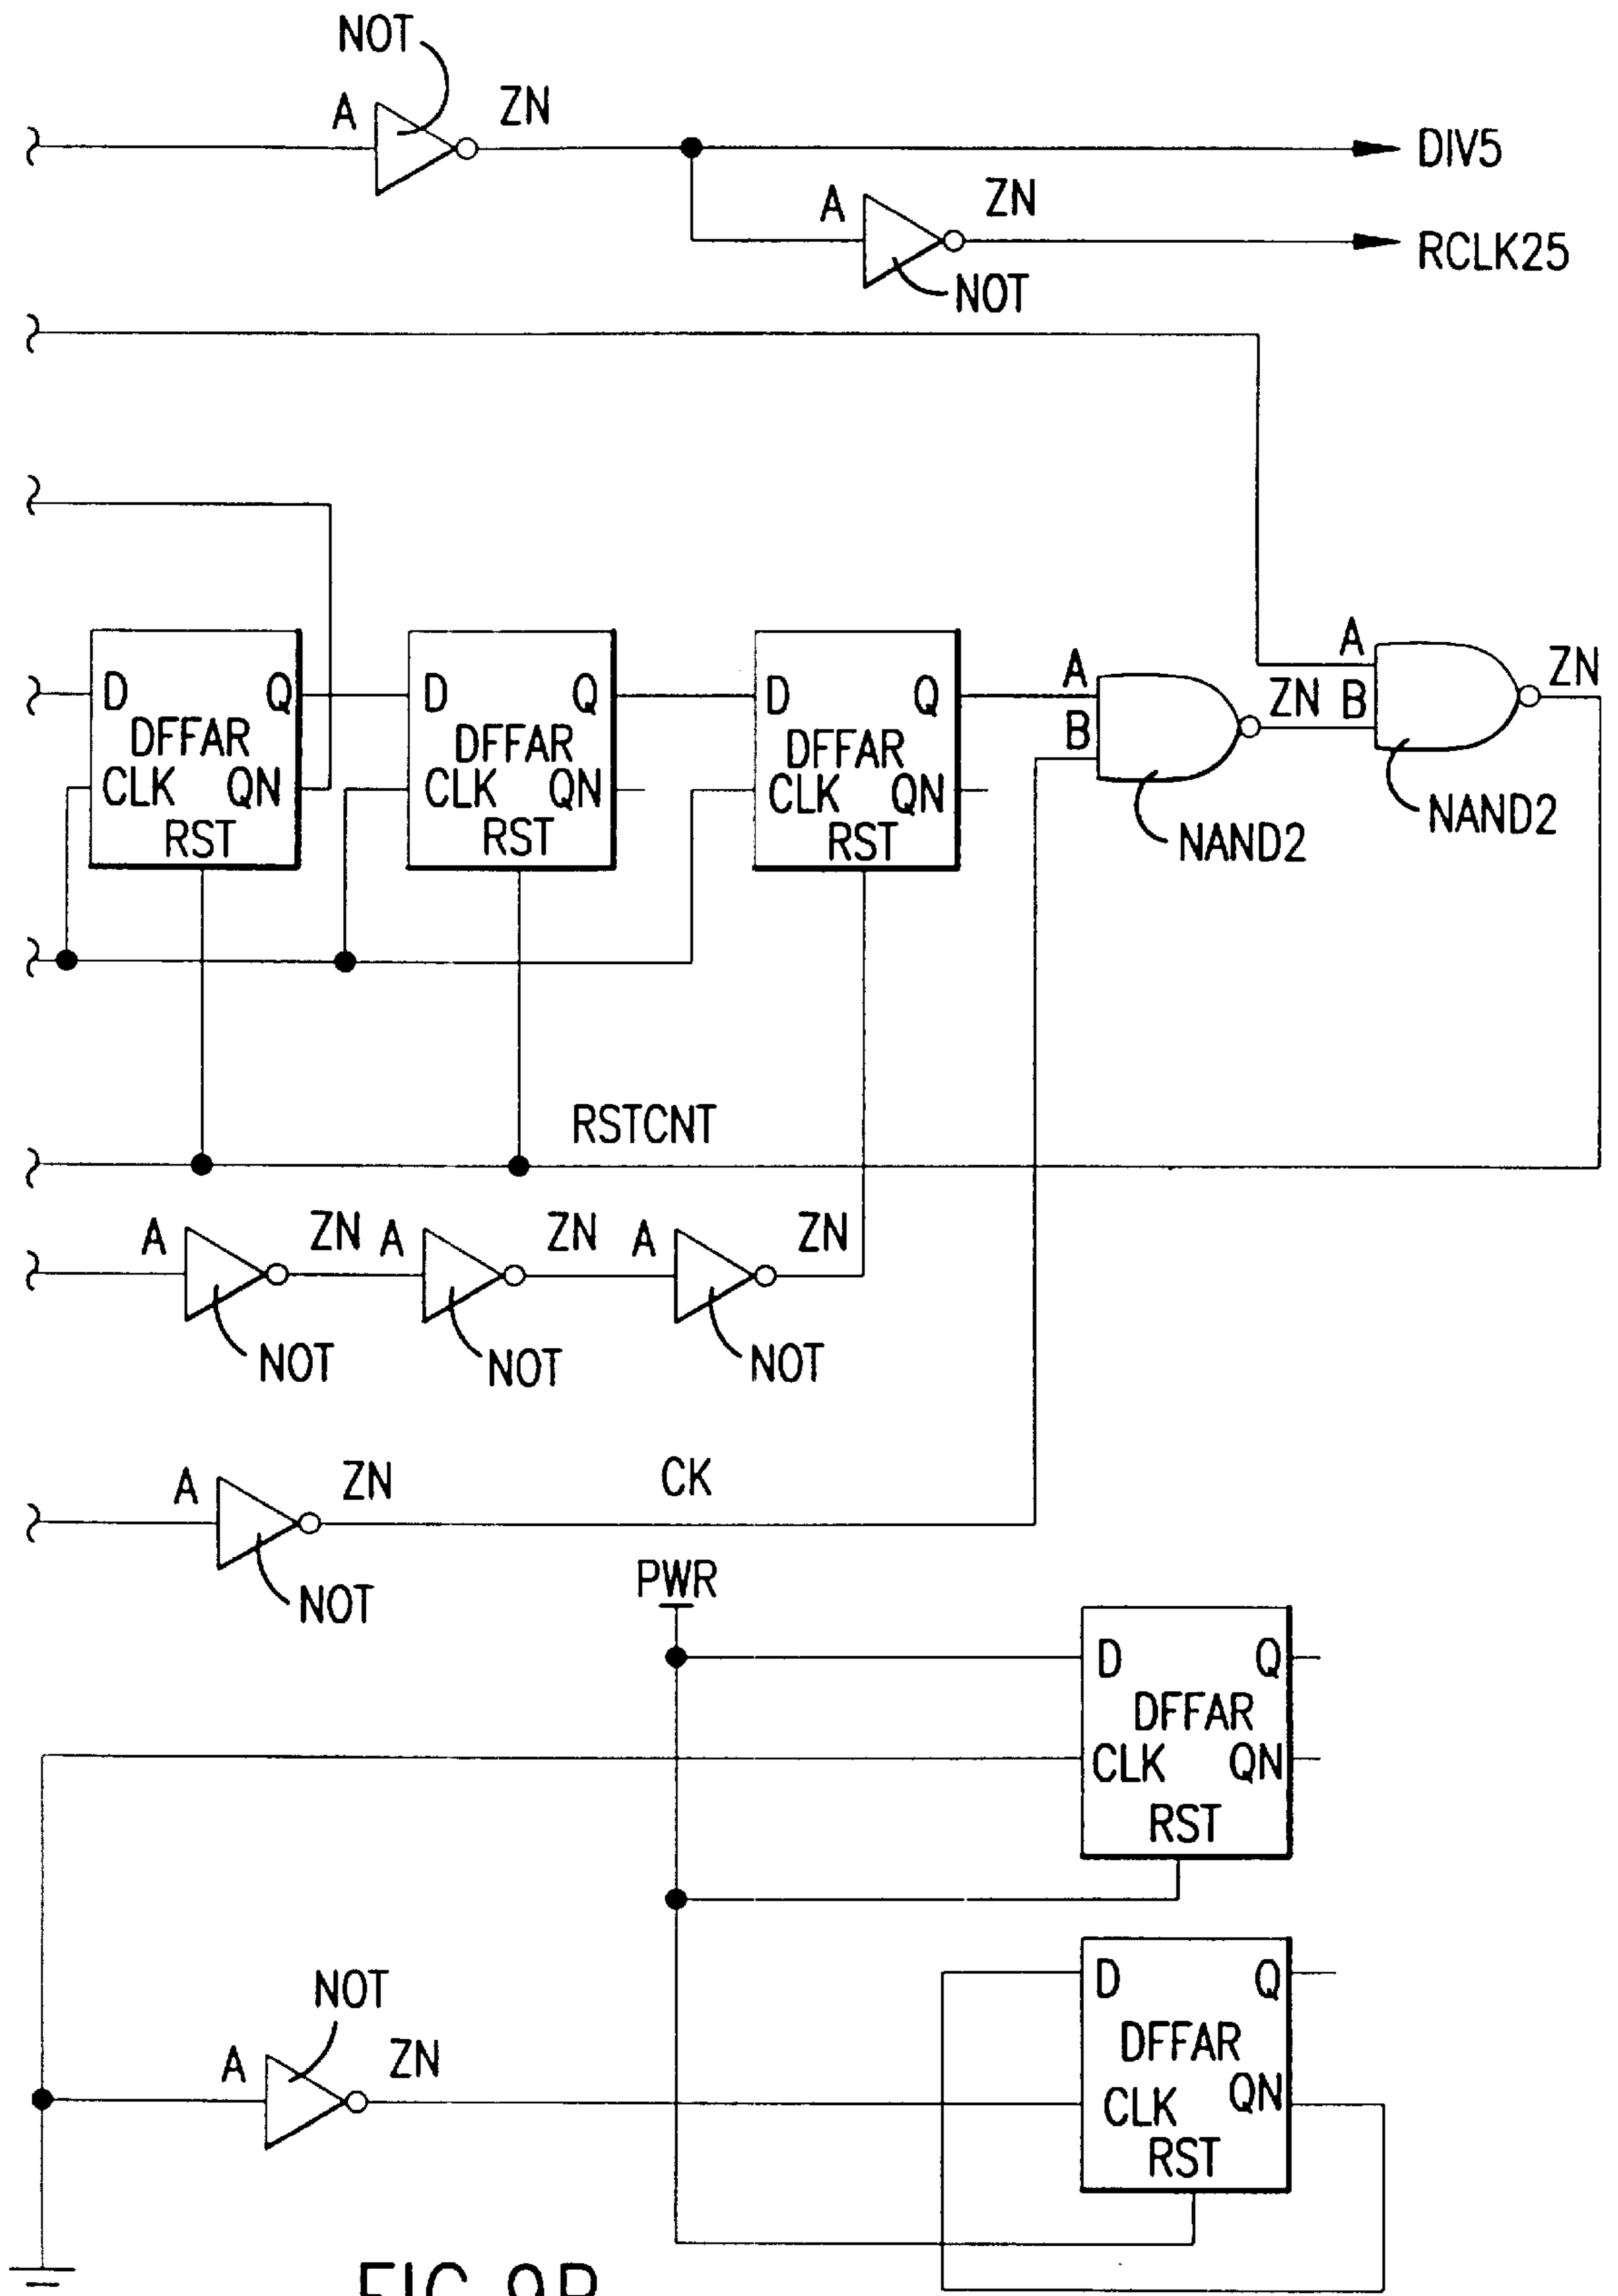 NOT
A ZN
DIV5
A ZN
RCLK25
NOT
A ZN
D Q D Q D Q A ZN B
DFFAR DFFAR DFFAR B
CLK QN CLK QN CLK QN
RST RST RST
NAND2 NAND2
RSTCNT
A ZN A ZN A ZN
NOT NOT NOT
A ZN CK
NOT
PWR
D Q
DFFAR
CLK QN
RST
NOT
D Q
A ZN
DFFAR
CLK QN
RST
FIG. 9B